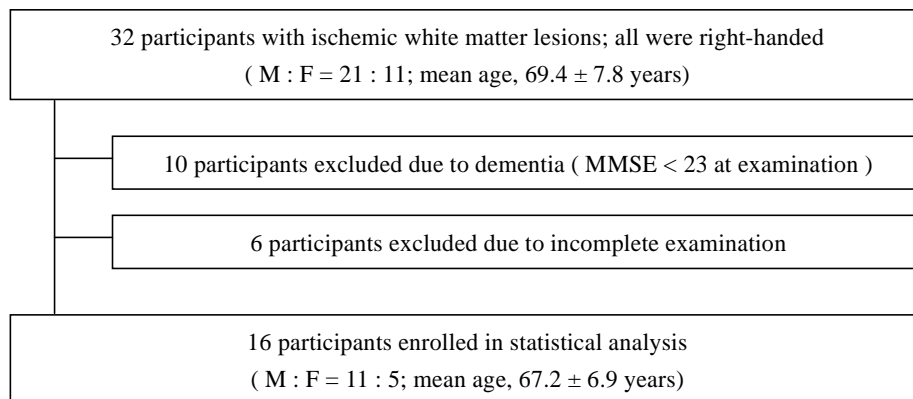 32 participants with ischemic white matter lesions; all were right-handed
( M : F = 21 : 11; mean age, 69.4 ± 7.8 years)
10 participants excluded due to dementia ( MMSE < 23 at examination )
6 participants excluded due to incomplete examination
16 participants enrolled in statistical analysis
( M : F = 11 : 5; mean age, 67.2 ± 6.9 years)